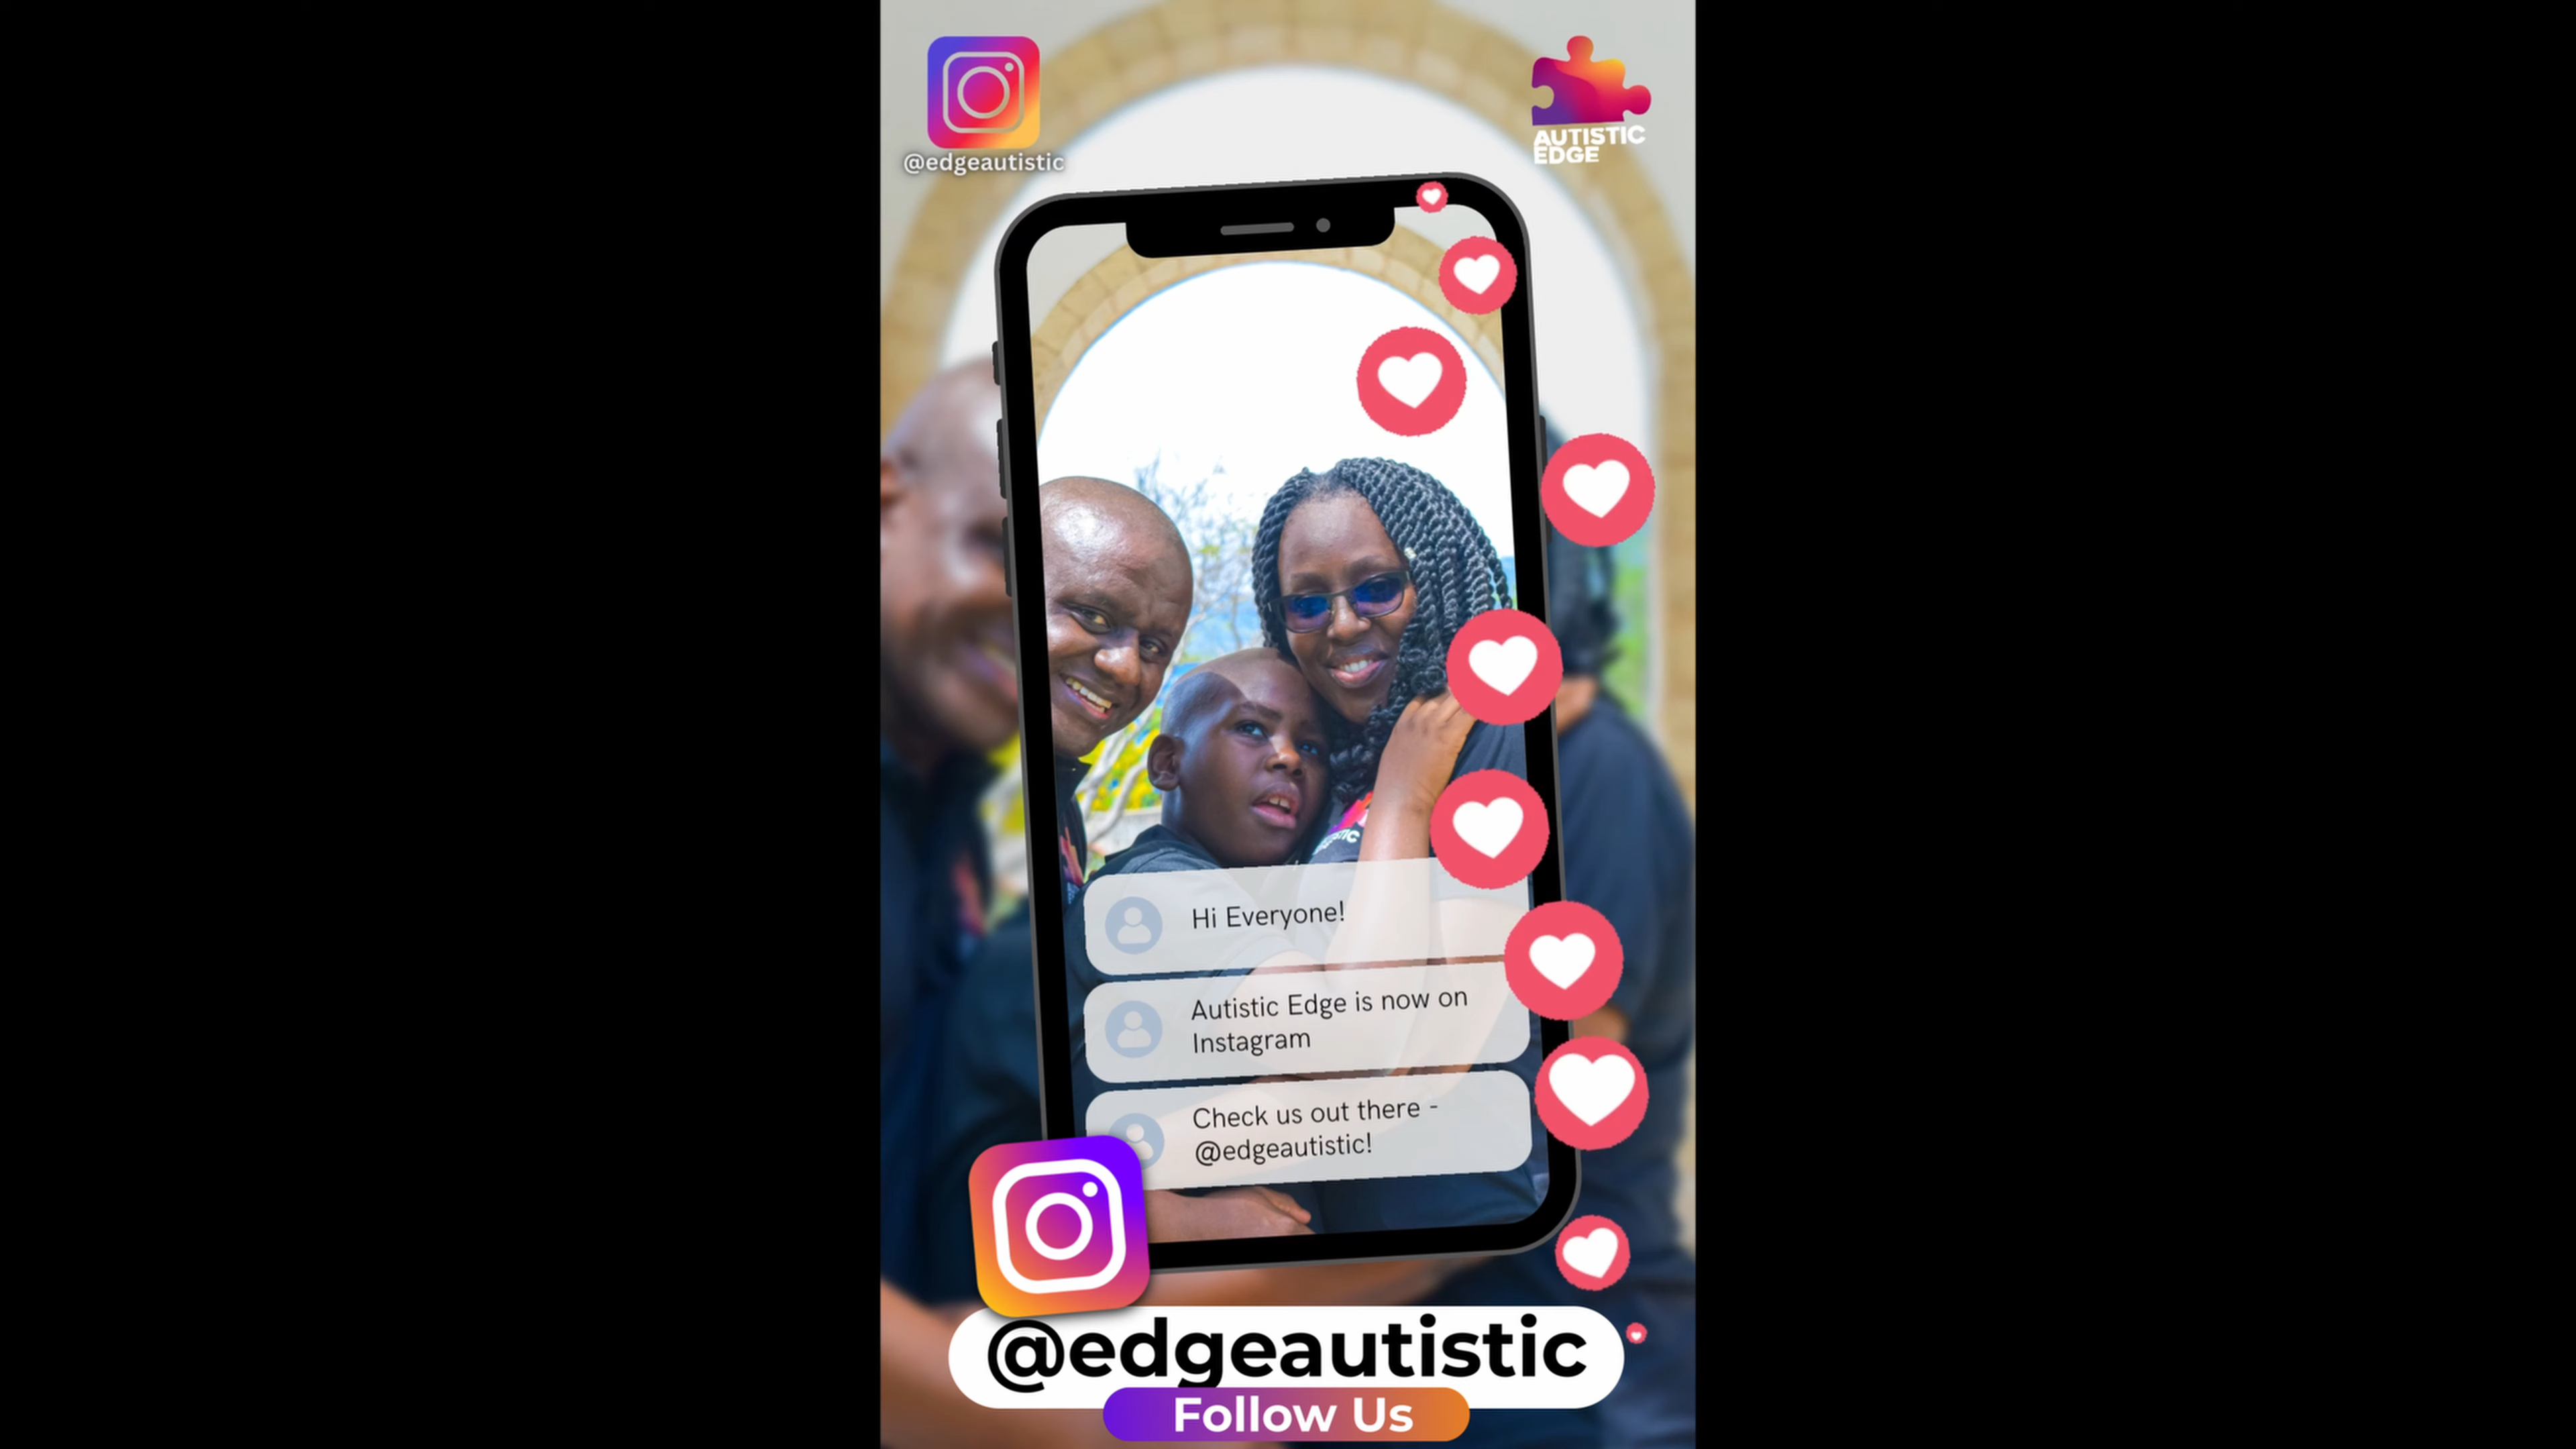 @edgeautistic
AUTISTIC
EDGE
Hi Everyone!
Autistic Edge is now on
Instagram
Check us out there -
@edgeautistic!
@edgeautistic
Follow Us